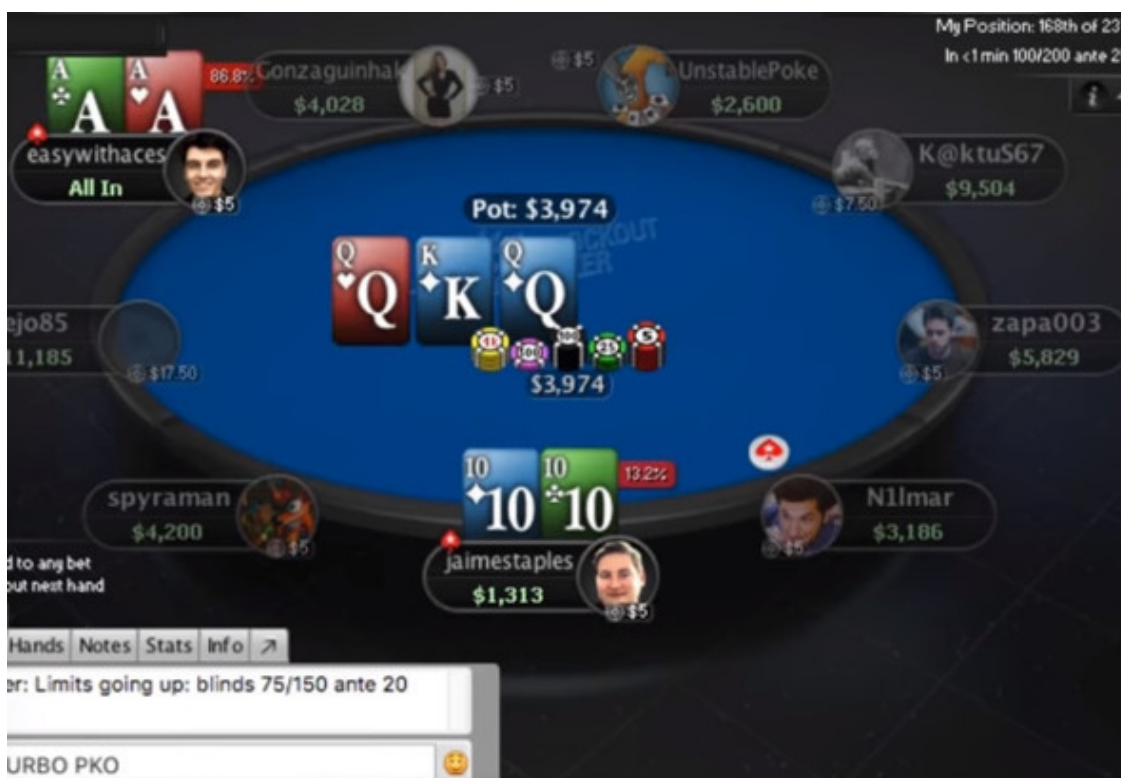 My Position: 168th of 23
In <1 min 100/200 ante 2
A A
A A
86.8%
Gonzaguinhak
$4,028
$5
$5
UnstablePoke
$2,600
easywithaces
All In
$5
K@ktuS67
$9,504
$7.50
Pot: $3,974
Q K Q
Q K Q
ejo85
11,185
$17.50
zapa003
$5,829
$5
$3,974
10 10
10 10
13.2%
spyraman
$4,200
$5
N1lmar
$3,186
$5
jaimestaples
$1,313
$5
d to any bet
out next hand
Hands Notes Stats Info
er: Limits going up: blinds 75/150 ante 20
URBO PKO